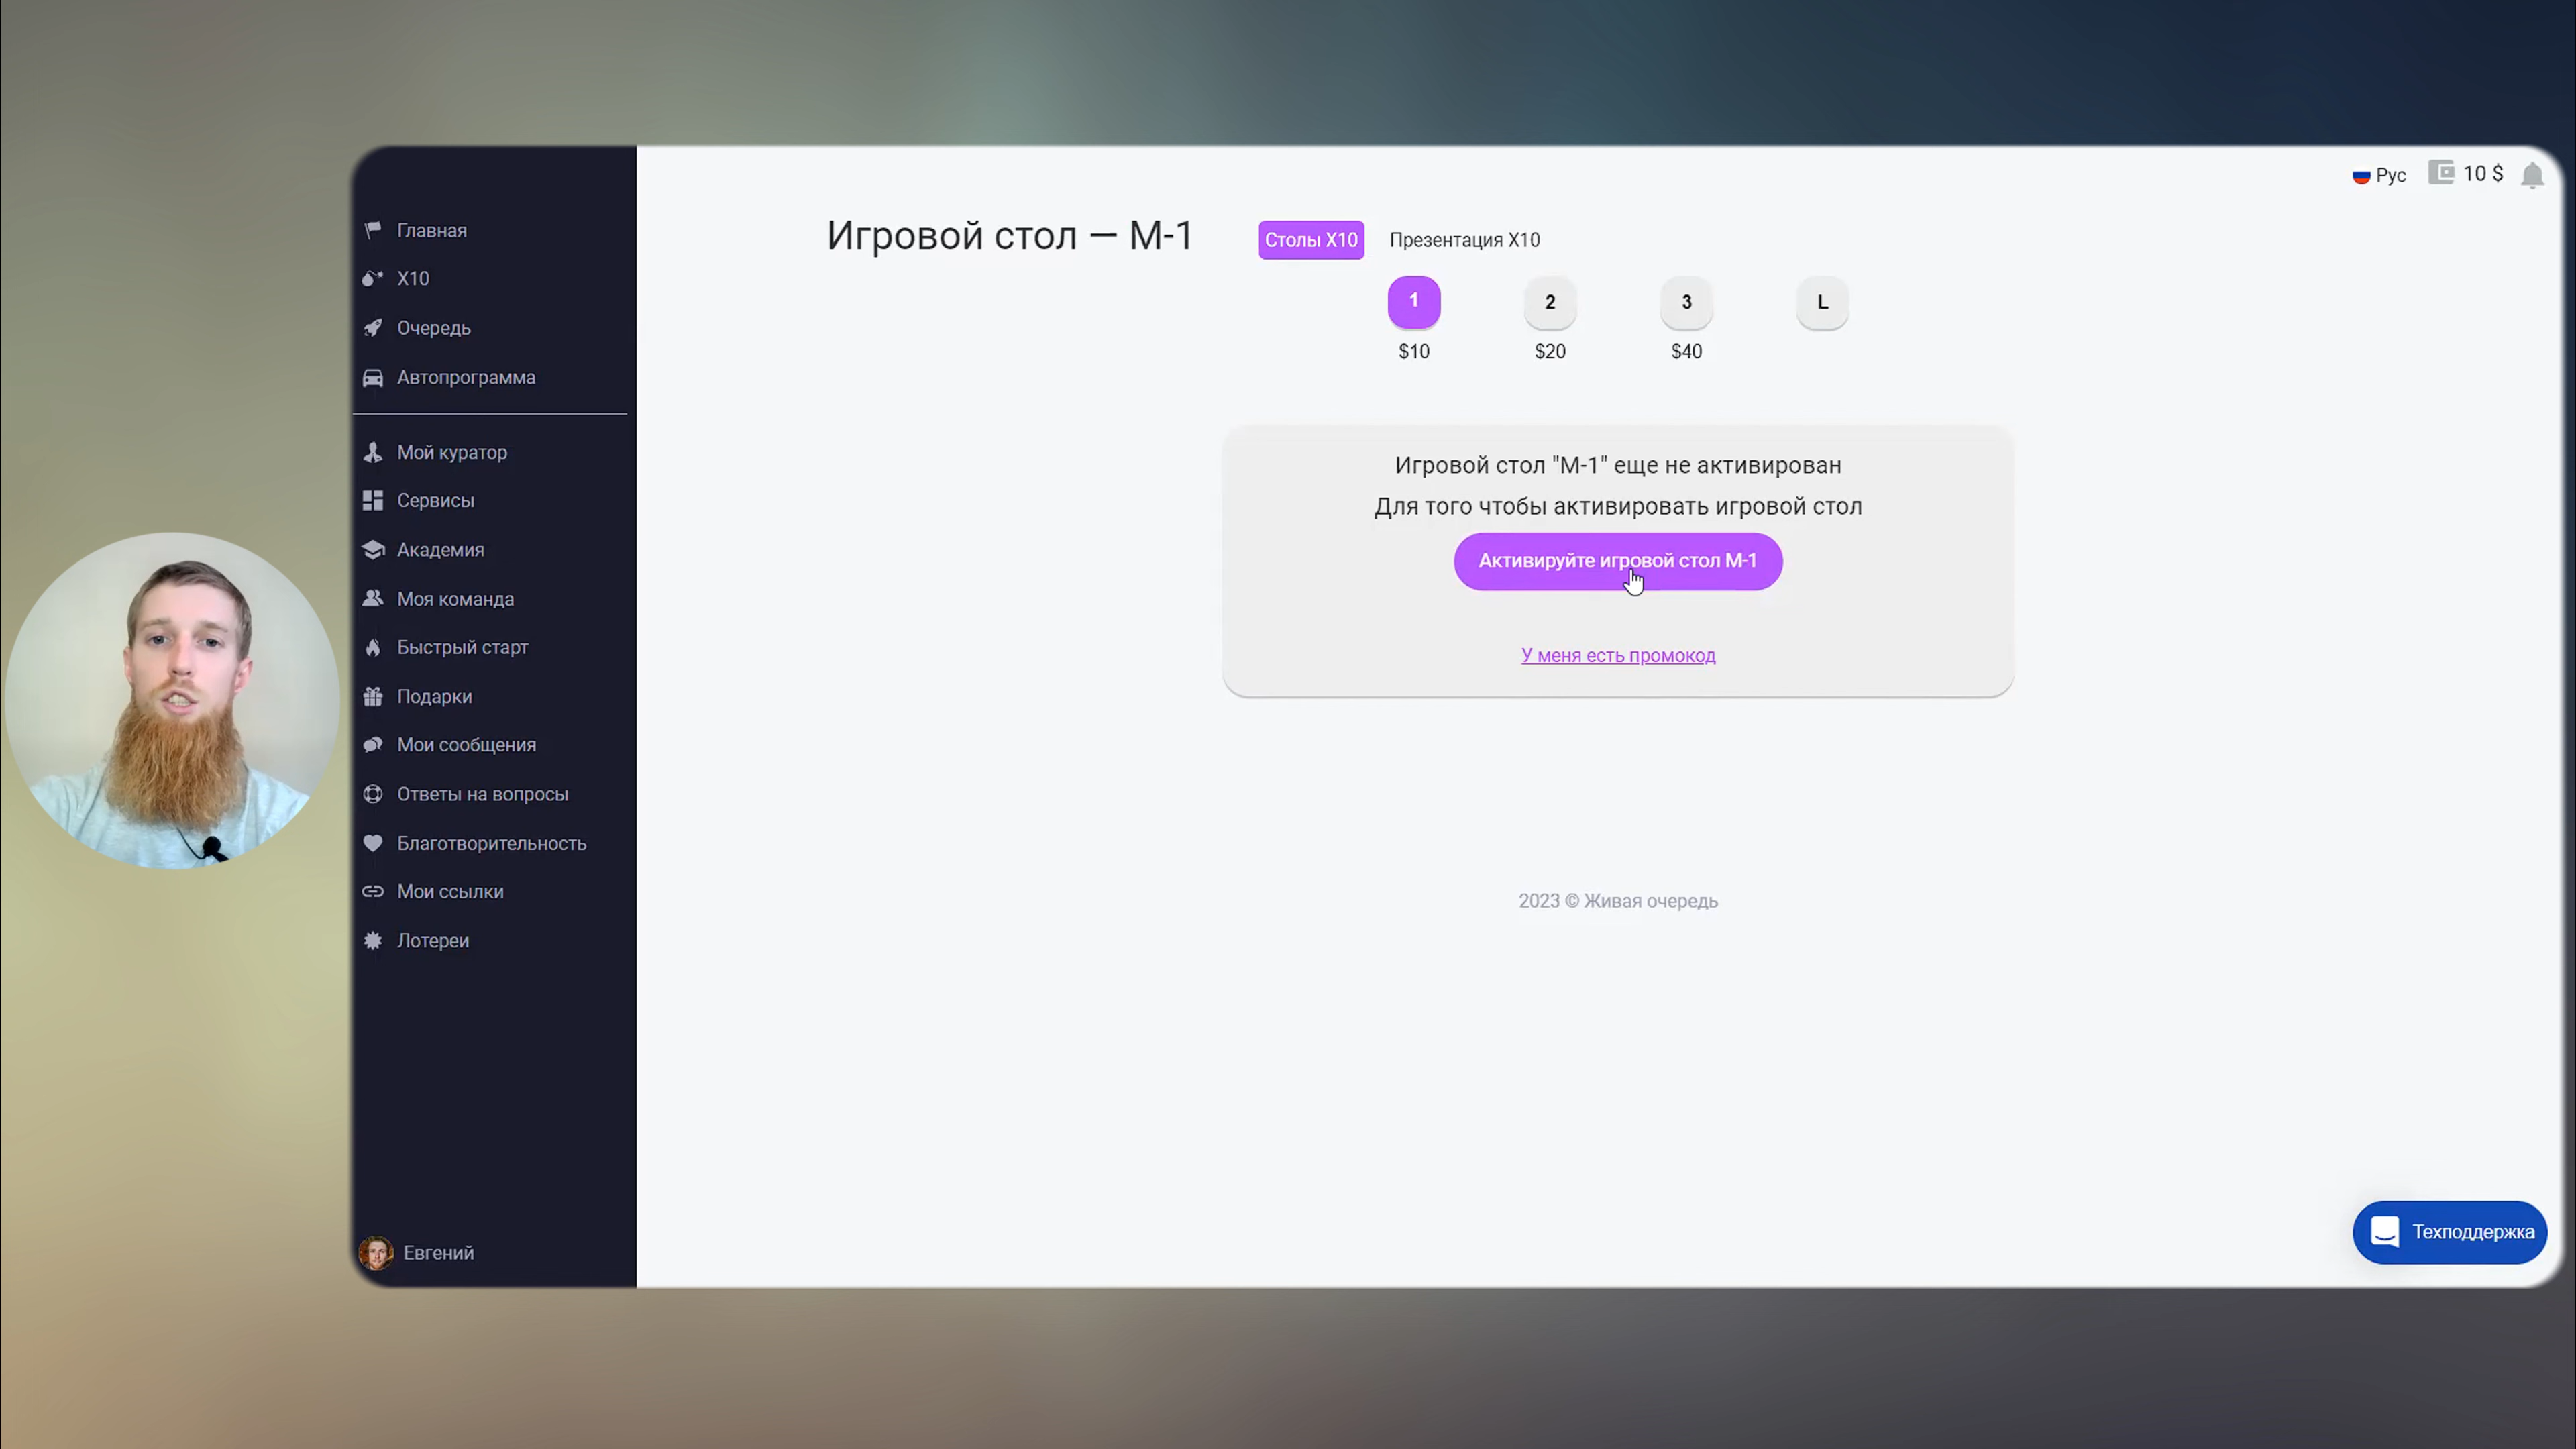 Рус
10 $
Главная
X10
Очередь
Автопрограмма
Мой куратор
Сервисы
Академия
Моя команда
Быстрый старт
Подарки
Мои сообщения
Ответы на вопросы
Благотворительность
Мои ссылки
Лотереи
Евгений
Игровой стол — M-1
Столы X10
Презентация X10
1
2
3
L
$10
$20
$40
Игровой стол "M-1" еще не активирован
Для того чтобы активировать игровой стол
Активируйте игровой стол M-1
У меня есть промокод
2023 © Живая очередь
Техподдержка